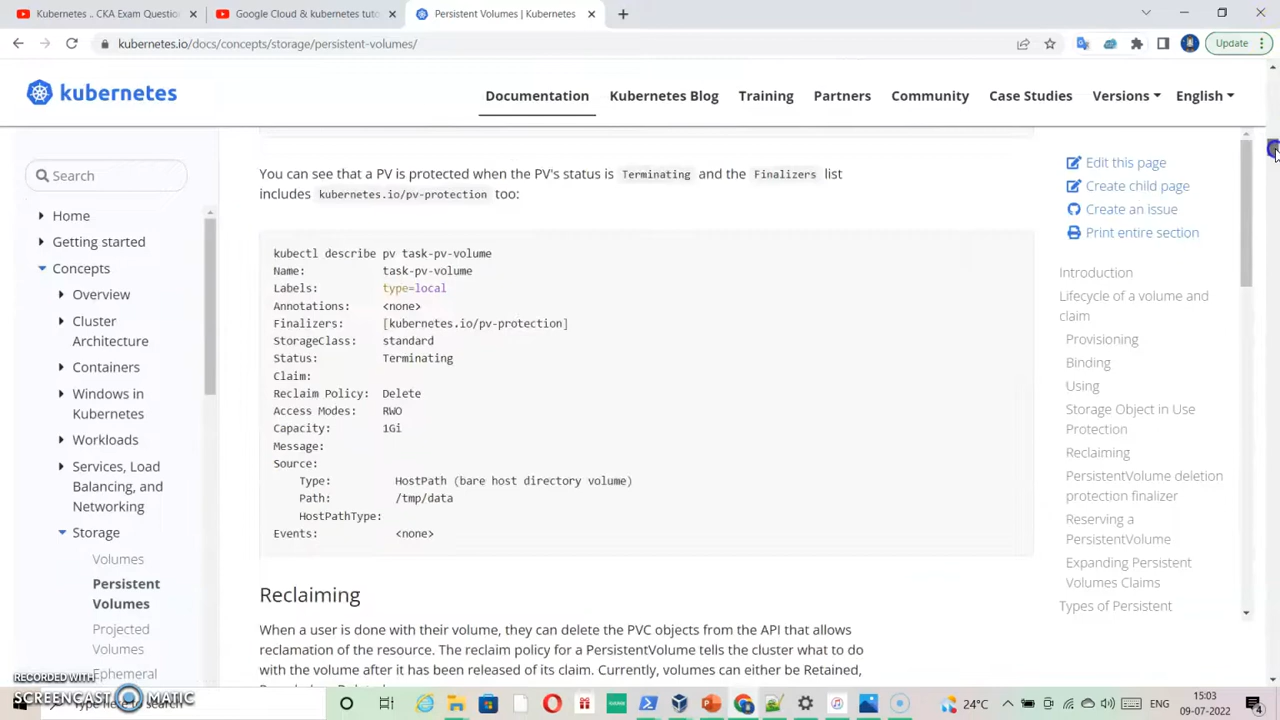 Kubernetes .. CKA Exam Questio
Google Cloud & kubernetes tuto
Persistent Volumes | Kubernetes
kubernetes.io/docs/concepts/storage/persistent-volumes/
Update
kubernetes
Documentation
Kubernetes Blog
Training
Partners
Community
Case Studies
Versions
English
Search
Home
Getting started
Concepts
Overview
Cluster
Architecture
Containers
Windows in
Kubernetes
Workloads
Services, Load
Balancing, and
Networking
Storage
Volumes
Persistent
Volumes
Projected
Volumes
Ephemeral
You can see that a PV is protected when the PV's status is Terminating and the Finalizers list
includes kubernetes.io/pv-protection too:
kubectl describe pv task-pv-volume
Name: task-pv-volume
Labels: type=local
Annotations: <none>
Finalizers: [kubernetes.io/pv-protection]
StorageClass: standard
Status: Terminating
Claim:
Reclaim Policy: Delete
Access Modes: RWO
Capacity: 1Gi
Message:
Source:
Type: HostPath (bare host directory volume)
Path: /tmp/data
HostPathType:
Events: <none>
Reclaiming
When a user is done with their volume, they can delete the PVC objects from the API that allows
reclamation of the resource. The reclaim policy for a PersistentVolume tells the cluster what to do
with the volume after it has been released of its claim. Currently, volumes can either be Retained,
Edit this page
Create child page
Create an issue
Print entire section
Introduction
Lifecycle of a volume and
claim
Provisioning
Binding
Using
Storage Object in Use
Protection
Reclaiming
PersistentVolume deletion
protection finalizer
Reserving a
PersistentVolume
Expanding Persistent
Volumes Claims
Types of Persistent
RECORDED WITH
SCREENCAST MATIC
Type here to search
24°C
ENG
15:03
09-07-2022
4